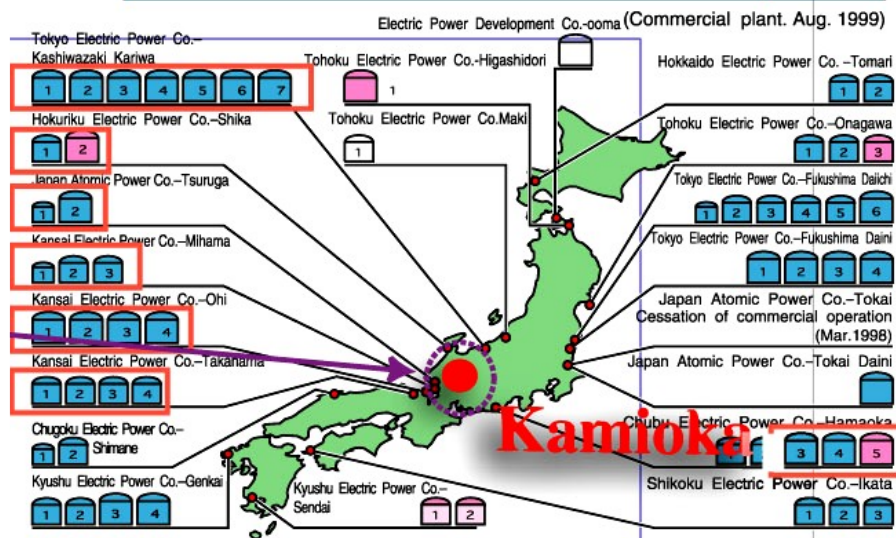 Electric Power Development Co.-ooma (Commercial plant. Aug. 1999)
Tokyo Electric Power Co.–
Kashiwazaki Kariwa
1 2 3 4 5 6 7
Tohoku Electric Power Co.-Higashidori
1
Hokkaido Electric Power Co.–Tomari
1 2
Hokuriku Electric Power Co.–Shika
1 2
Tohoku Electric Power Co.Maki
1
Tohoku Electric Power Co.–Onagawa
1 2 3
Japan Atomic Power Co.–Tsuruga
1 2
Tokyo Electric Power Co.–Fukushima Daiichi
1 2 3 4 5 6
Kansai Electric Power Co.–Mihama
1 2 3
Tokyo Electric Power Co.–Fukushima Daini
1 2 3 4
Kansai Electric Power Co.–Ohi
1 2 3 4
Japan Atomic Power Co.–Tokai
Cessation of commercial operation
(Mar.1998)
Kansai Electric Power Co.–Takahama
1 2 3 4
Japan Atomic Power Co.–Tokai Daini
Kamioka
Chugoku Electric Power Co.–
Shimane
1 2
Chubu Electric Power Co.–Hamaoka
3 4 5
Kyushu Electric Power Co.–Genkai
1 2 3 4
Kyushu Electric Power Co.–
Sendai
1 2
Shikoku Electric Power Co.–Ikata
1 2 3